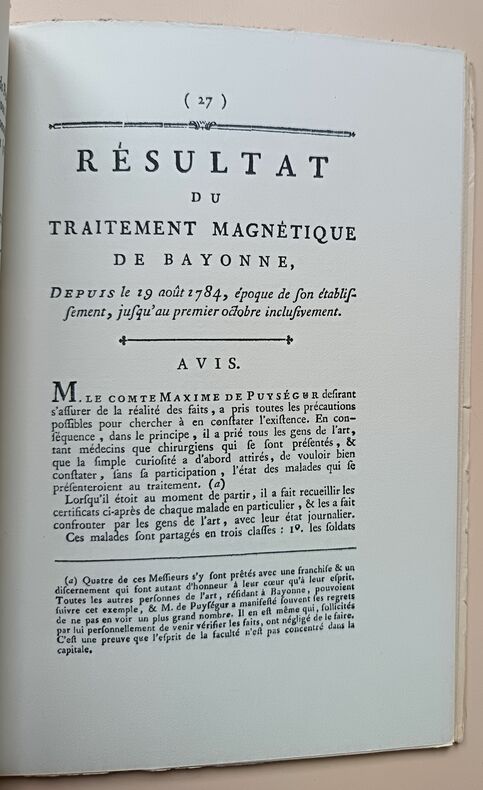 ( 27 )
RÉSULTAT
DU
TRAITEMENT MAGNÉTIQUE
DE BAYONNE,
DEPUIS le 19 août 1784, époque de ſon établiſ-
ſement, juſqu'au premier octobre incluſivement.
AVIS.
M. LE COMTE MAXIME DE PUYSÉGUR deſirant
s'aſſurer de la réalité des faits, a pris toutes les précautions
poſſibles pour chercher à en conſtater l'exiſtence. En con-
ſéquence, dans le principe, il a prié tous les gens de l'art,
tant médecins que chirurgiens qui ſe ſont préſentés, &
que la ſimple curioſité a d'abord attirés, de vouloir bien
conſtater, ſans ſa participation, l'état des malades qui ſe
préſenteroient au traitement. (a)
Lorſqu'il étoit au moment de partir, il a fait recueillir les
certificats ci-après de chaque malade en particulier, & les a fait
confronter par les gens de l'art, avec leur état journalier.
Ces malades ſont partagés en trois claſſes : 1º. les ſoldats
(a) Quatre de ces Meſſieurs s'y ſont prêtés avec une franchiſe & un
diſcernement qui font autant d'honneur à leur cœur qu'à leur eſprit.
Toutes les autres perſonnes de l'art, réſidant à Bayonne, pouvoient
ſuivre cet exemple, & M. de Puyſégur a manifeſté ſouvent ſes regrets
de ne pas en voir un plus grand nombre. Il en eſt même qui, ſollicités
par lui perſonnellement de venir vérifier les faits, ont négligé de le faire.
C'eſt une preuve que l'eſprit de la faculté n'eſt pas concentré dans la
capitale.